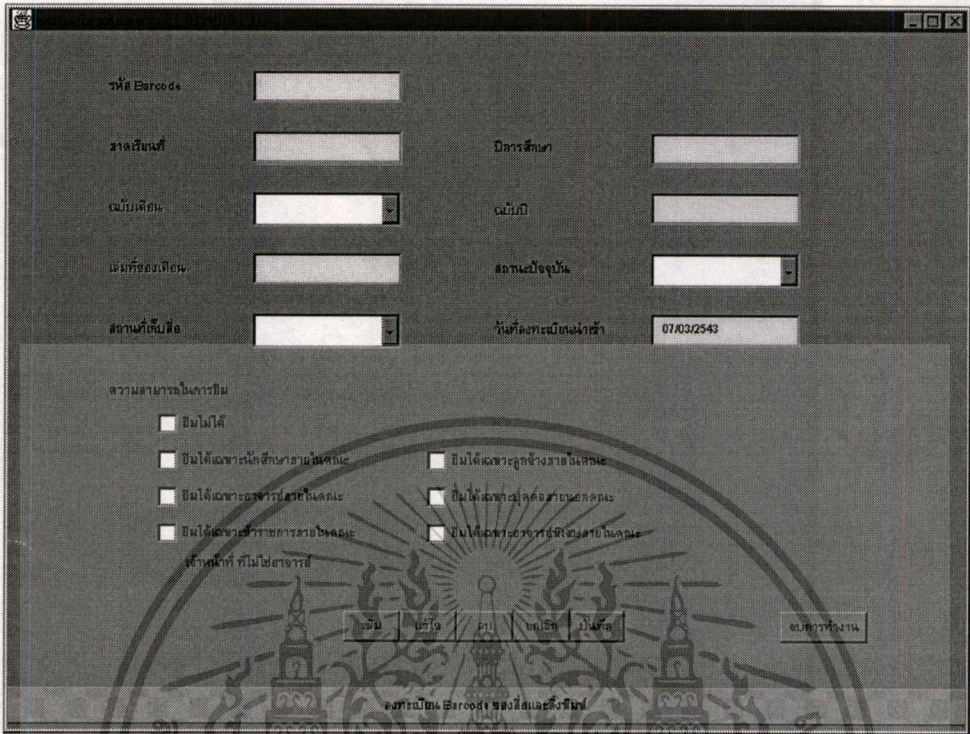 รหัส Barcode
ภาคเรียนที่ ปีการศึกษา
ฉบับเดือน ฉบับปี
เล่มที่ของเดือน สถานะปัจจุบัน
สถานที่เก็บสื่อ วันที่ลงทะเบียนนำเข้า 07/03/2543
ความสามารถในการยืม
ยืมไม่ได้
ยืมได้เฉพาะนักศึกษาภายในคณะ ยืมได้เฉพาะลูกจ้างภายในคณะ
ยืมได้เฉพาะอาจารย์ภายในคณะ ยืมได้เฉพาะบุคคลภายนอกคณะ
ยืมได้เฉพาะข้าราชการภายในคณะ ยืมได้เฉพาะอาจารย์พิเศษภายในคณะ
เจ้าหน้าที่ ที่ไม่ใช่อาจารย์
เพิ่ม แก้ไข ลบ ยกเลิก บันทึก จบการทำงาน
ลงทะเบียน Barcode ของสื่อและสิ่งพิมพ์